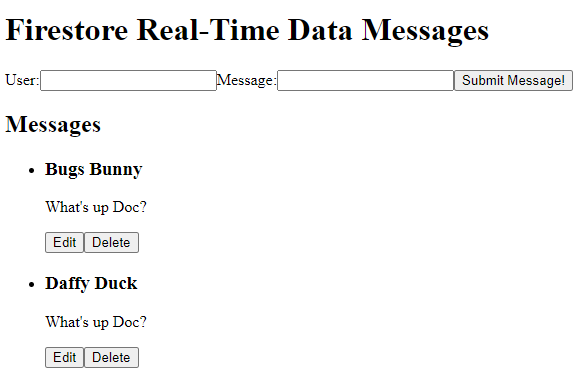 Firestore Real-Time Data Messages
User: Message: Submit Message!
Messages
Bugs Bunny
What's up Doc?
Edit Delete
Daffy Duck
What's up Doc?
Edit Delete